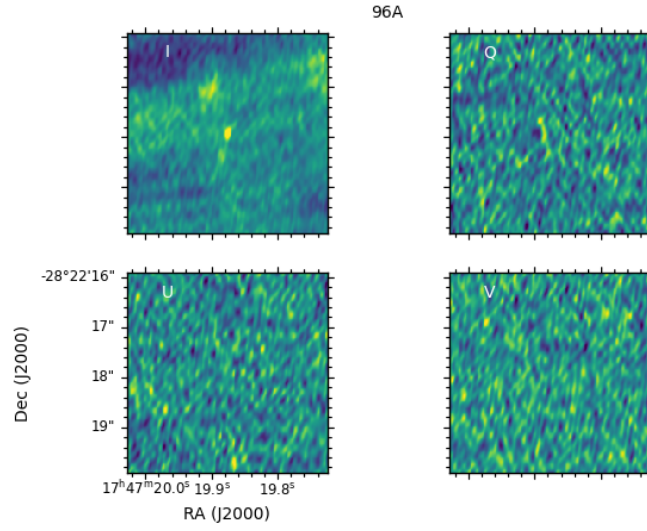 96A
I
Q
-28°22'16"
U
V
17"
18"
19"
Dec (J2000)
17ʰ47ᵐ20.0ˢ 19.9ˢ 19.8ˢ
RA (J2000)